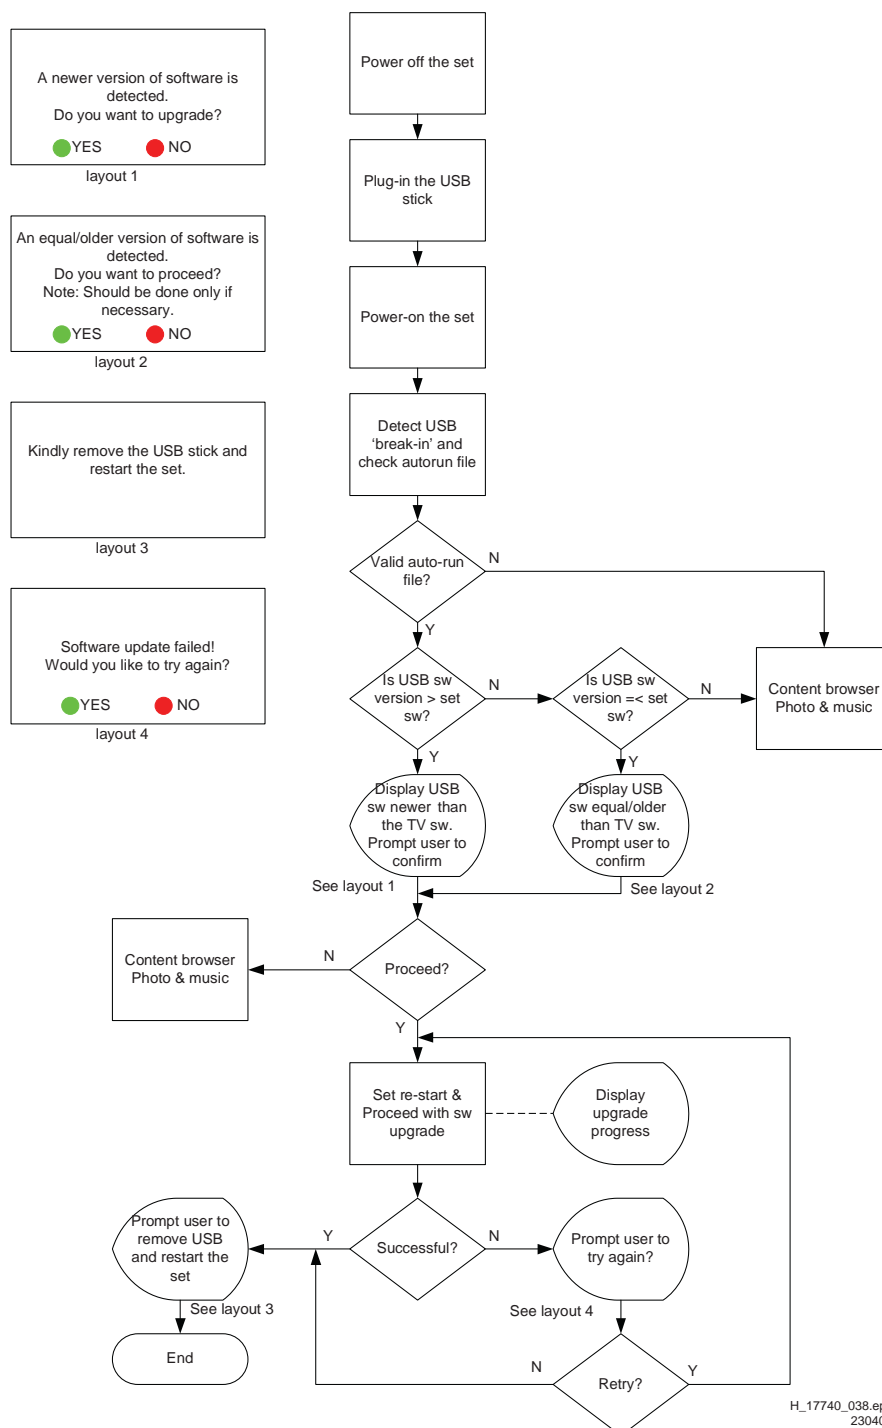 A newer version of software is
detected.
Do you want to upgrade?
YES
NO
layout 1
An equal/older version of software is
detected.
Do you want to proceed?
Note: Should be done only if
necessary.
YES
NO
layout 2
Kindly remove the USB stick and
restart the set.
layout 3
Software update failed!
Would you like to try again?
YES
NO
layout 4
Power off the set
Plug-in the USB
stick
Power-on the set
Detect USB
‘break-in’ and
check autorun file
Valid auto-run
file?
N
Y
Is USB sw
version > set
sw?
N
Is USB sw
version =< set
sw?
N
Content browser
Photo & music
Y
Y
Display USB
sw newer than
the TV sw.
Prompt user to
confirm
Display USB
sw equal/older
than TV sw.
Prompt user to
confirm
See layout 1
See layout 2
Content browser
Photo & music
N
Proceed?
Y
Set re-start &
Proceed with sw
upgrade
Display
upgrade
progress
Prompt user to
remove USB
and restart the
set
Y
Successful?
N
Prompt user to
try again?
See layout 3
See layout 4
End
N
Retry?
Y
H_17740_038.ep
23040